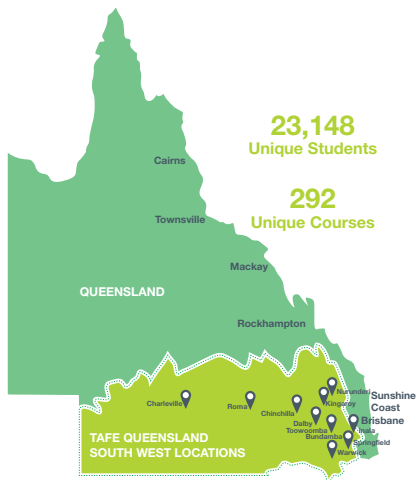 23,148
Unique Students
Cairns
292
Unique Courses
Townsville
Mackay
QUEENSLAND
Rockhampton
Nurunderi
Kingaroy
Sunshine
Coast
Charleville
Roma
Chinchilla
Dalby
Brisbane
Toowoomba
Inala
Bundamba
Springfield
Warwick
TAFE QUEENSLAND
SOUTH WEST LOCATIONS